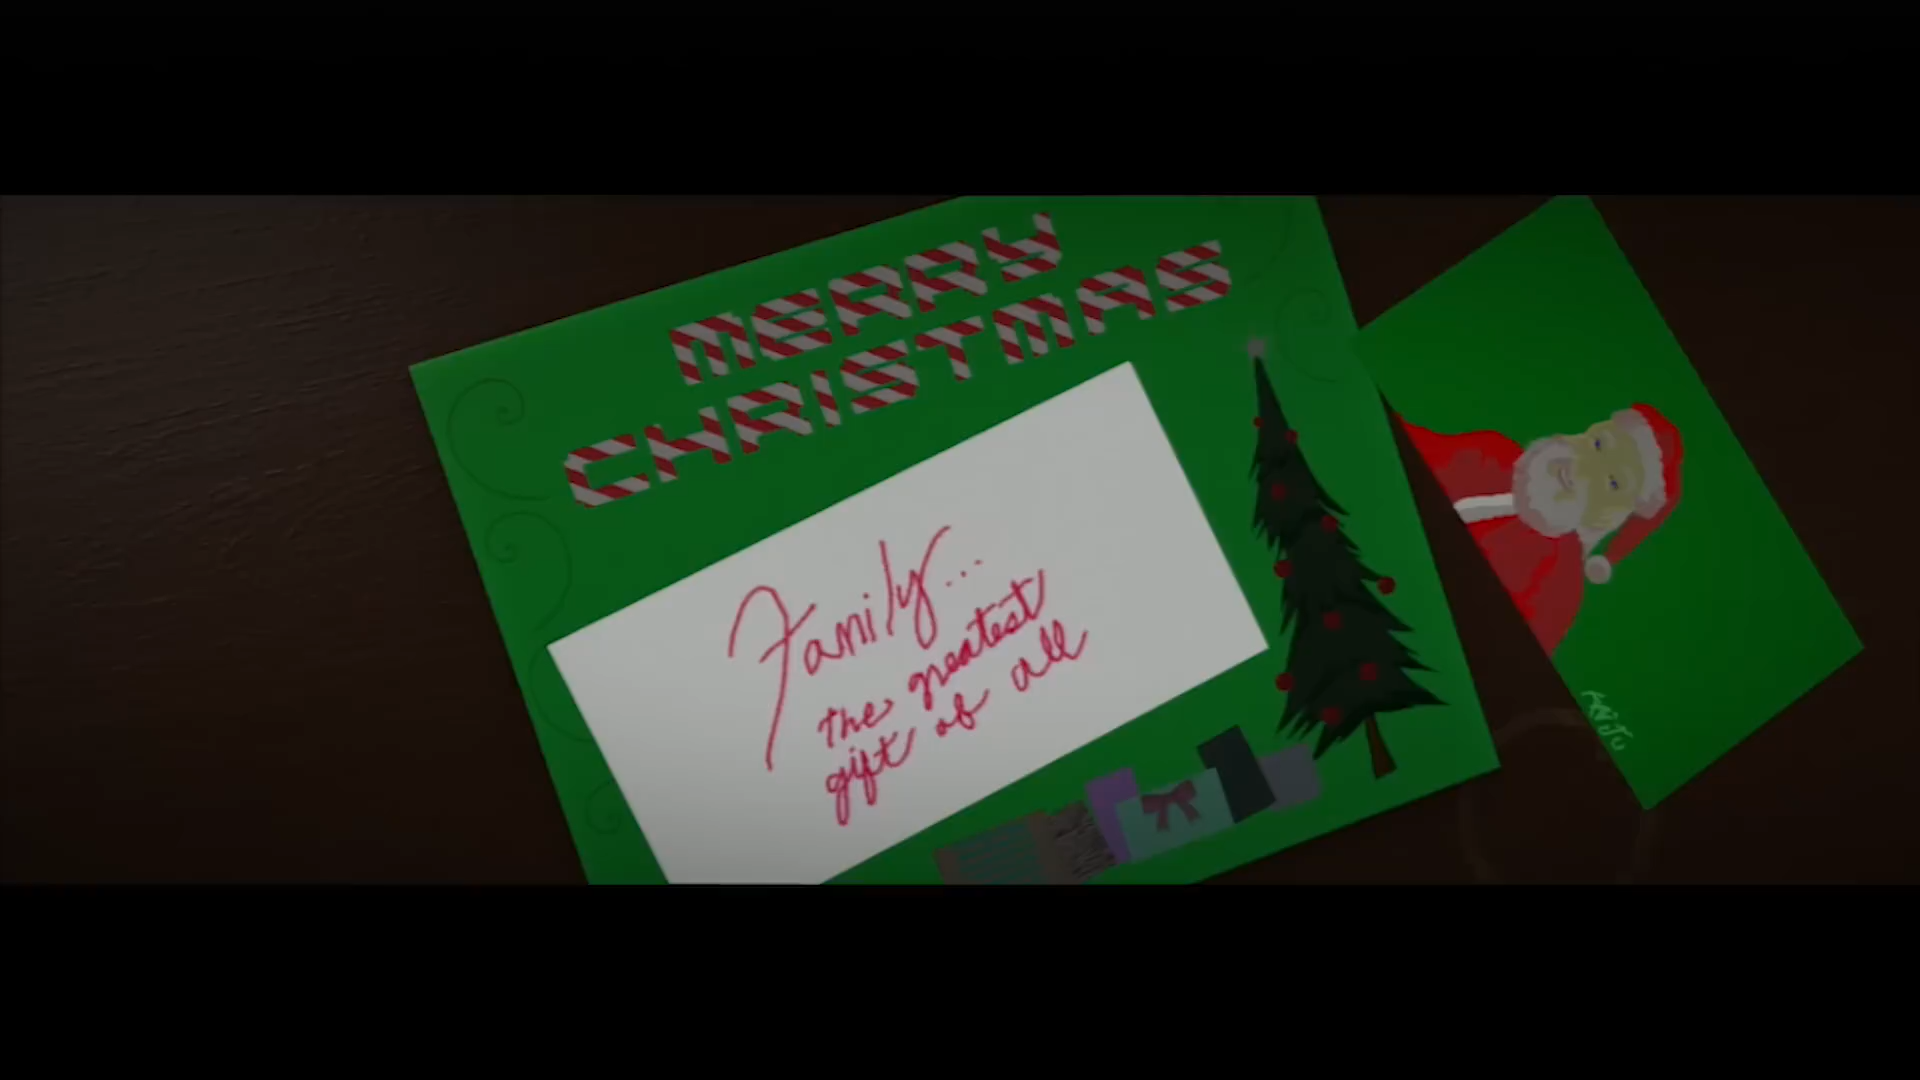 MERRY
CHRISTMAS
Family...
the greatest
gift of all